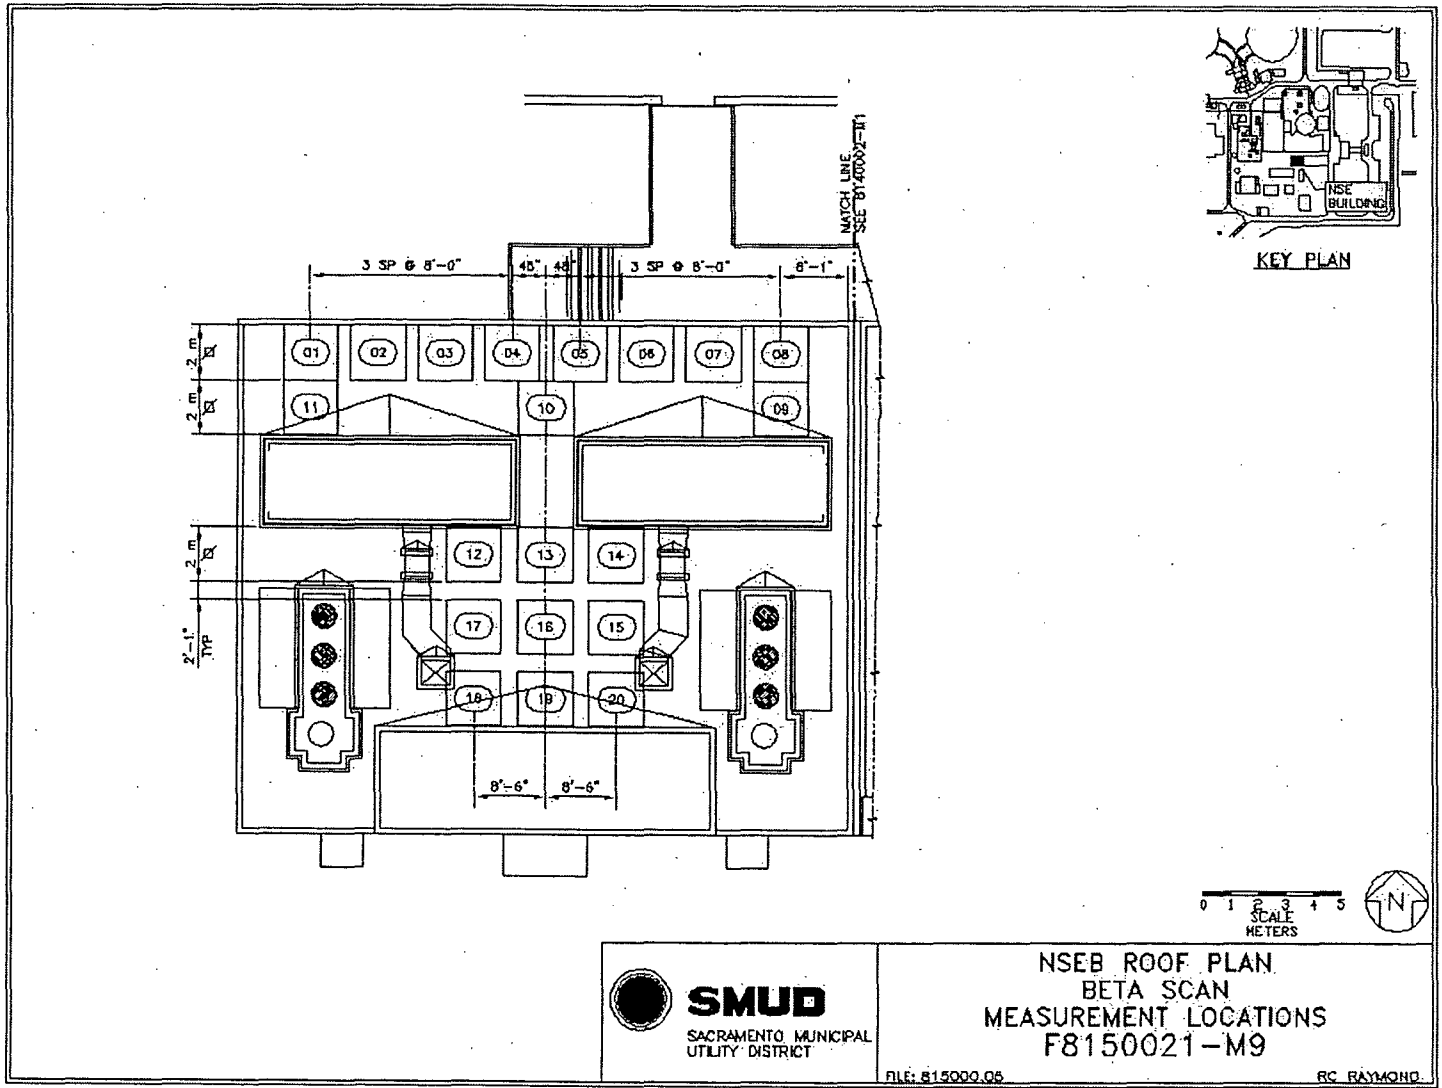 NSE
BUILDING
KEY PLAN
MATCH LINE
3 SP @ 8'-0"
48"
48"
3 SP @ 8'-0"
8'-1"
2 m
01
02
03
04
05
06
07
08
2 m
11
10
09
2 m
12
13
14
2'-1"
TYP
17
16
15
18
19
20
8'-6"
8'-6"
0 1 2 3 4 5
SCALE
METERS
N
SMUD
SACRAMENTO MUNICIPAL
UTILITY DISTRICT
NSEB ROOF PLAN
BETA SCAN
MEASUREMENT LOCATIONS
F8150021-M9
FILE: 815000.06
RC RAYMOND